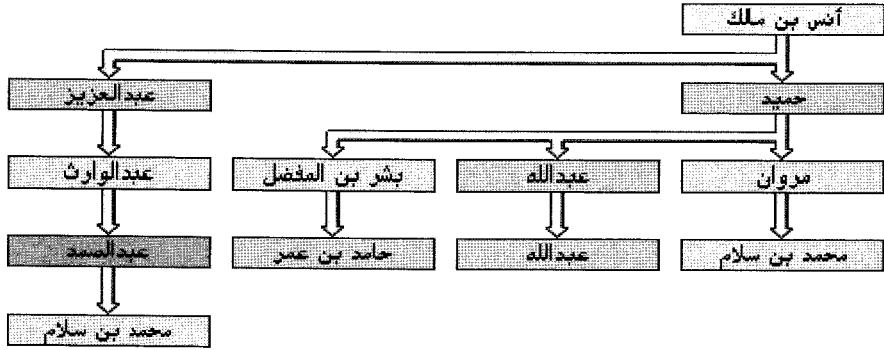 أنس بن مالك
حميد
عبدالعزيز
مروان
عبدالله
بشر بن المفضل
عبدالوارث
محمد بن سلام
عبدالله
حامد بن عمر
عبدالصمد
محمد بن سلام